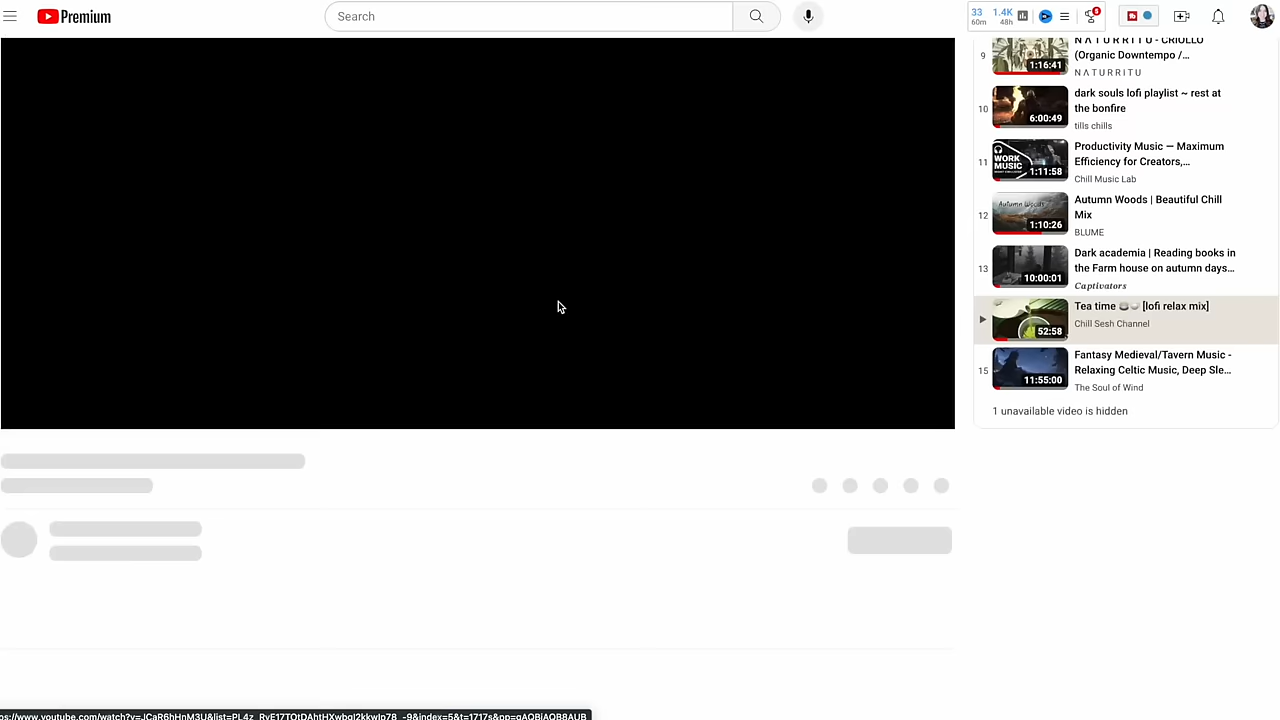 Premium
Search
33
60m
1.4K
48h
9
N Λ T U R R I T U - CRIOLLO
(Organic Downtempo /...
1:16:41
N Λ T U R R I T U
10
dark souls lofi playlist ~ rest at
the bonfire
6:00:49
tills chills
11
Productivity Music — Maximum
Efficiency for Creators,...
WORK
MUSIC
1:11:58
Chill Music Lab
12
Autumn Woods | Beautiful Chill
Mix
Autumn Woods
1:10:26
BLUME
13
Dark academia | Reading books in
the Farm house on autumn days...
10:00:01
Captivators
Tea time 🍵🍚 [lofi relax mix]
52:58
Chill Sesh Channel
15
Fantasy Medieval/Tavern Music -
Relaxing Celtic Music, Deep Sle...
11:55:00
The Soul of Wind
1 unavailable video is hidden